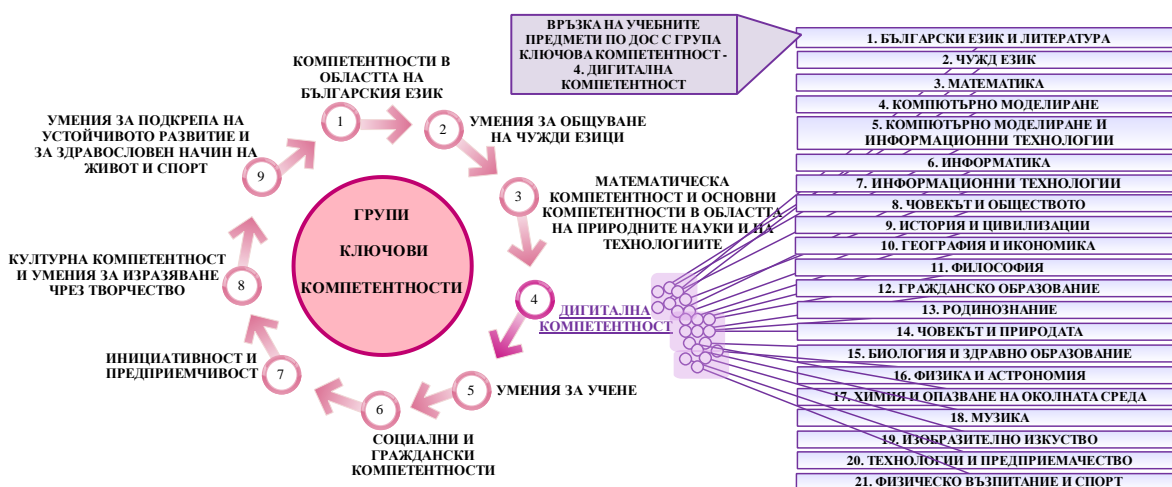 ВРЪЗКА НА УЧЕБНИТЕ
ПРЕДМЕТИ ПО ДОС С ГРУПА
КЛЮЧОВА КОМПЕТЕНТНОСТ -
4. ДИГИТАЛНА
КОМПЕТЕНТНОСТ
КОМПЕТЕНТНОСТИ В
ОБЛАСТТА НА
БЪЛГАРСКИЯ ЕЗИК
1
2
УМЕНИЯ ЗА ОБЩУВАНЕ
НА ЧУЖДИ ЕЗИЦИ
3
МАТЕМАТИЧЕСКА
КОМПЕТЕНТНОСТ И ОСНОВНИ
КОМПЕТЕНТНОСТИ В ОБЛАСТТА
НА ПРИРОДНИТЕ НАУКИ И НА
ТЕХНОЛОГИИТЕ
4
ДИГИТАЛНА
КОМПЕТЕНТНОСТ
5
УМЕНИЯ ЗА УЧЕНЕ
6
СОЦИАЛНИ И
ГРАЖДАНСКИ
КОМПЕТЕНТНОСТИ
7
ИНИЦИАТИВНОСТ И
ПРЕДПРИЕМЧИВОСТ
8
КУЛТУРНА КОМПЕТЕНТНОСТ
И УМЕНИЯ ЗА ИЗРАЗЯВАНЕ
ЧРЕЗ ТВОРЧЕСТВО
9
УМЕНИЯ ЗА ПОДКРЕПА НА
УСТОЙЧИВОТО РАЗВИТИЕ И
ЗА ЗДРАВОСЛОВЕН НАЧИН НА
ЖИВОТ И СПОРТ
ГРУПИ
КЛЮЧОВИ
КОМПЕТЕНТНОСТИ
1. БЪЛГАРСКИ ЕЗИК И ЛИТЕРАТУРА
2. ЧУЖД ЕЗИК
3. МАТЕМАТИКА
4. КОМПЮТЪРНО МОДЕЛИРАНЕ
5. КОМПЮТЪРНО МОДЕЛИРАНЕ И
ИНФОРМАЦИОННИ ТЕХНОЛОГИИ
6. ИНФОРМАТИКА
7. ИНФОРМАЦИОННИ ТЕХНОЛОГИИ
8. ЧОВЕКЪТ И ОБЩЕСТВОТО
9. ИСТОРИЯ И ЦИВИЛИЗАЦИИ
10. ГЕОГРАФИЯ И ИКОНОМИКА
11. ФИЛОСОФИЯ
12. ГРАЖДАНСКО ОБРАЗОВАНИЕ
13. РОДИНОЗНАНИЕ
14. ЧОВЕКЪТ И ПРИРОДАТА
15. БИОЛОГИЯ И ЗДРАВНО ОБРАЗОВАНИЕ
16. ФИЗИКА И АСТРОНОМИЯ
17. ХИМИЯ И ОПАЗВАНЕ НА ОКОЛНАТА СРЕДА
18. МУЗИКА
19. ИЗОБРАЗИТЕЛНО ИЗКУСТВО
20. ТЕХНОЛОГИИ И ПРЕДПРИЕМАЧЕСТВО
21. ФИЗИЧЕСКО ВЪЗПИТАНИЕ И СПОРТ